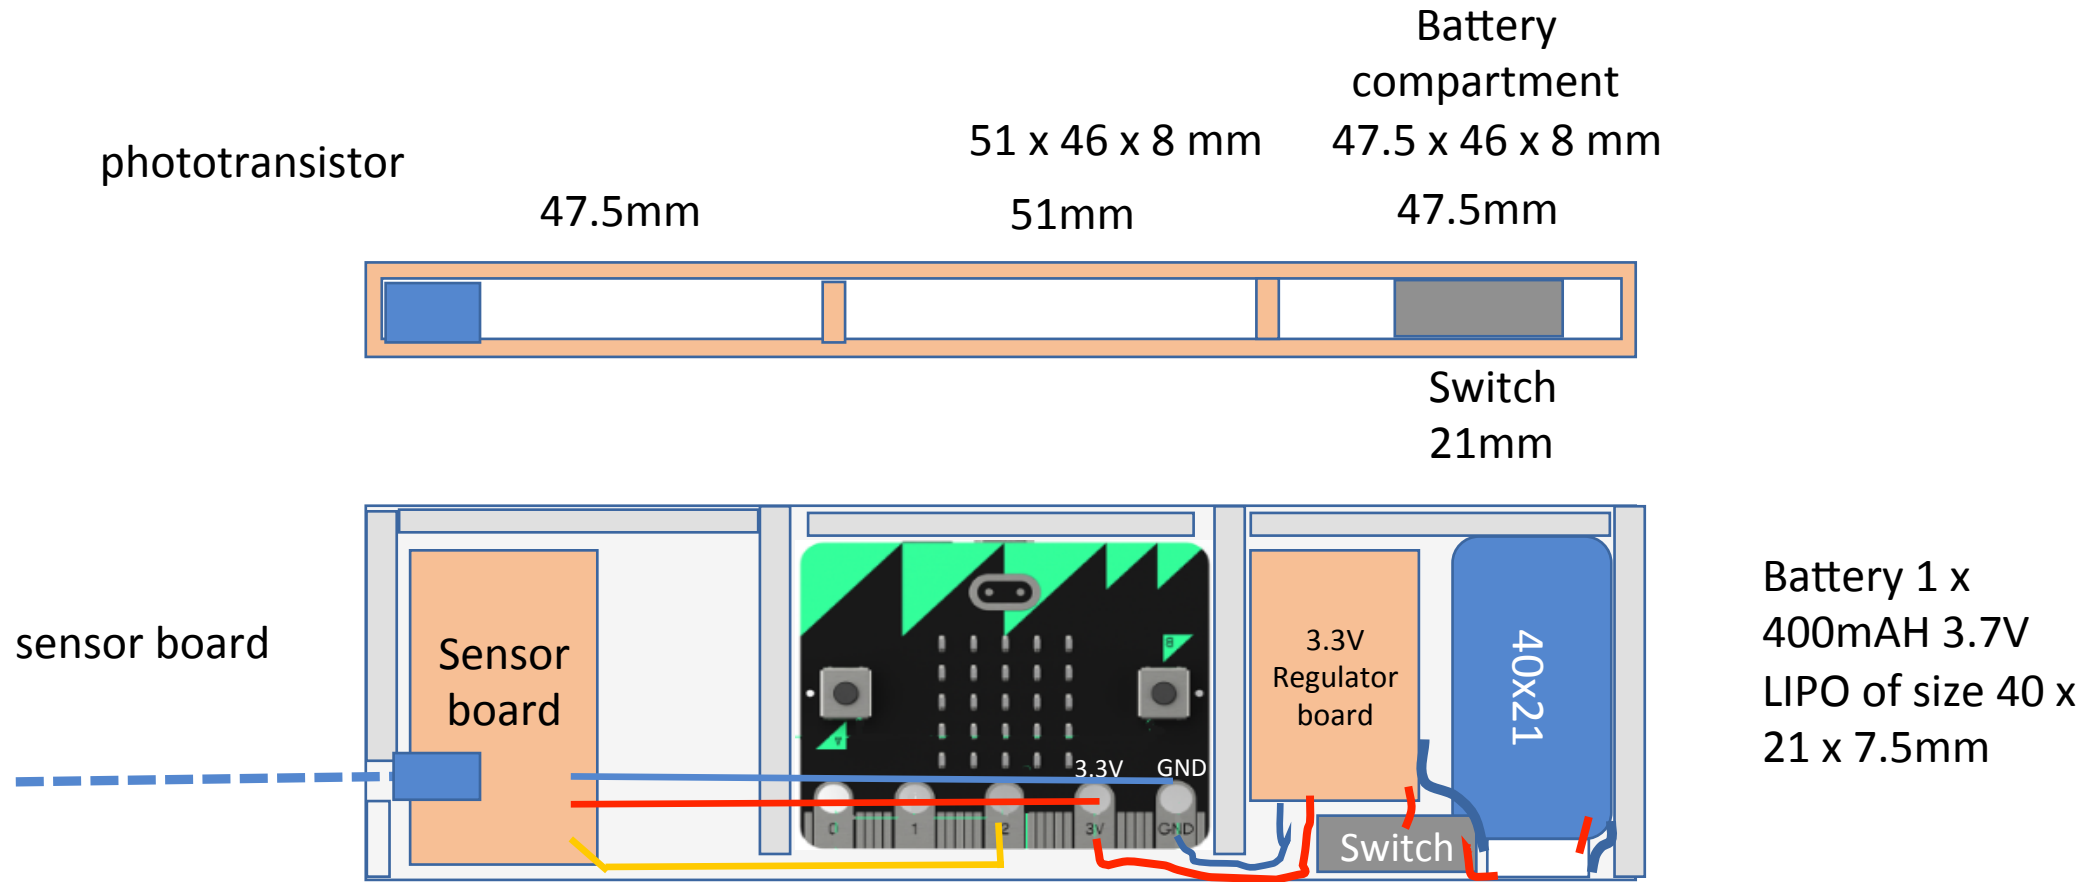 Battery
compartment
51 x 46 x 8 mm
47.5 x 46 x 8 mm
phototransistor
47.5mm
51mm
47.5mm
Switch
21mm
sensor board
Sensor
board
B
A
3.3V
GND
0
1
2
3V
GND
3.3V
Regulator
board
40x21
Switch
Battery 1 x
400mAH 3.7V
LIPO of size 40 x
21 x 7.5mm